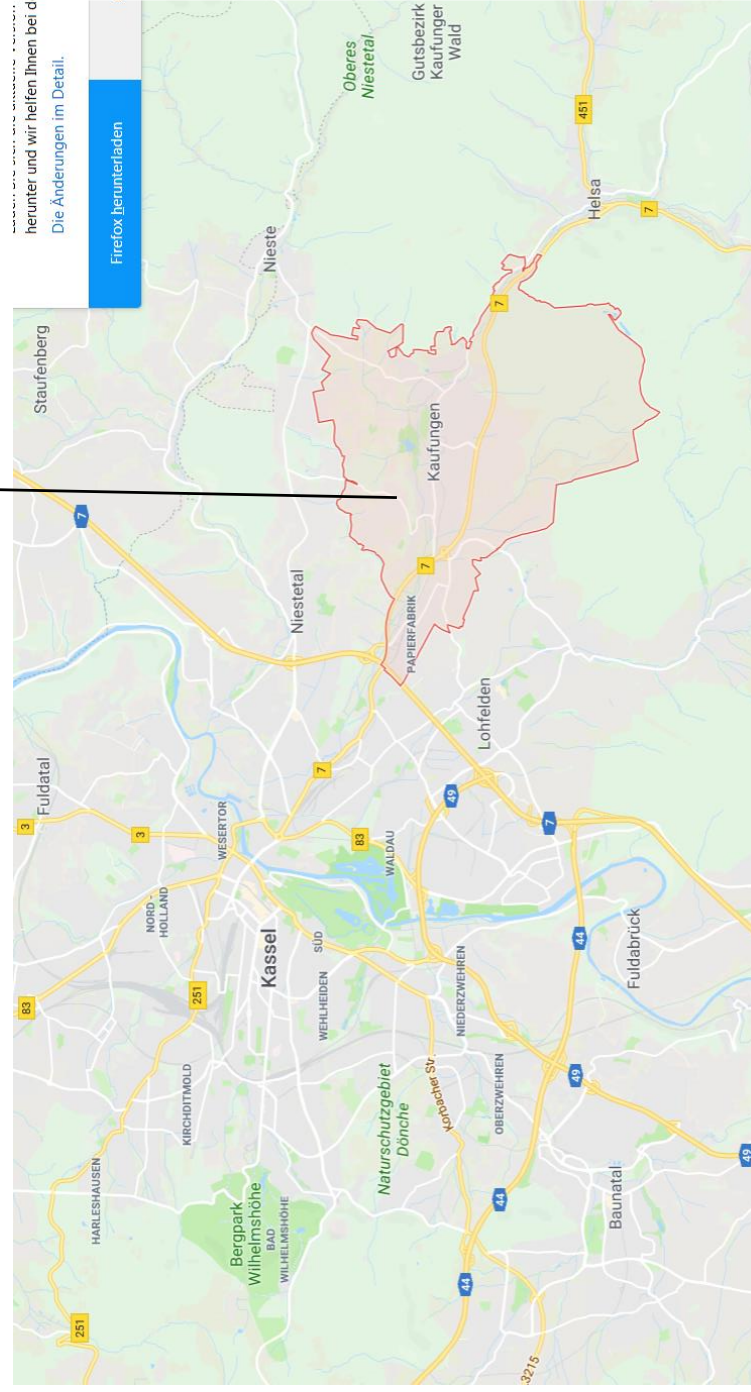 herunter und wir helfen Ihnen bei d
Die Änderungen im Detail.
Firefox herunterladen
83
3
Fuldatal
Staufenberg
251
7
HARLESHAUSEN
3
NORD -
HOLLAND
KIRCHDITMOLD
251
WESERTOR
Bergpark
Wilhelmshöhe
BAD
WILHELMSHÖHE
Kassel
Nieste
Niestetal
SÜD
WEHLHEIDEN
7
Oberes
Niestetal
83
WALDAU
Naturschutzgebiet
Dönche
PAPIERFABRIK
7
Kaufungen
Gutsbezirk
Kaufunger
Wald
Korbacher Str.
49
NIEDERZWEHREN
44
44
OBERZWEHREN
Lohfelden
7
7
49
44
451
Helsa
3215
Baunatal
Fuldabrück
7
49